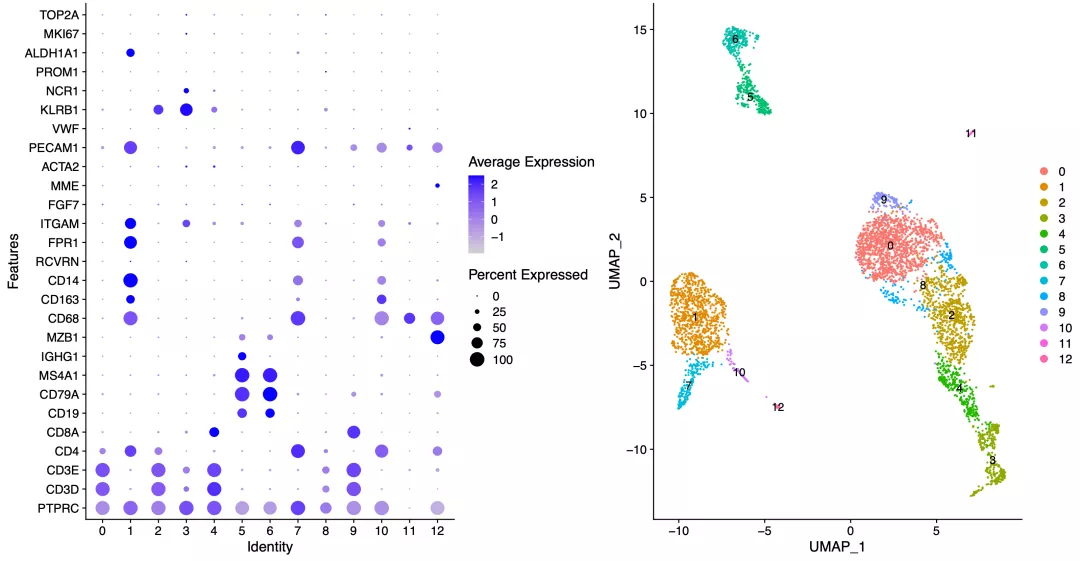 TOP2A
MKI67
ALDH1A1
PROM1
NCR1
KLRB1
VWF
PECAM1
ACTA2
MME
FGF7
ITGAM
FPR1
RCVRN
CD14
CD163
CD68
MZB1
IGHG1
MS4A1
CD79A
CD19
CD8A
CD4
CD3E
CD3D
PTPRC
Features
0 1 2 3 4 5 6 7 8 9 10 11 12
Identity
Average Expression
2
1
0
−1
Percent Expressed
0
25
50
75
100
UMAP_2
15
10
5
0
−5
−10
6
5
11
9
0
8
2
1
10
7
12
4
3
−10 −5 0 5
UMAP_1
0
1
2
3
4
5
6
7
8
9
10
11
12